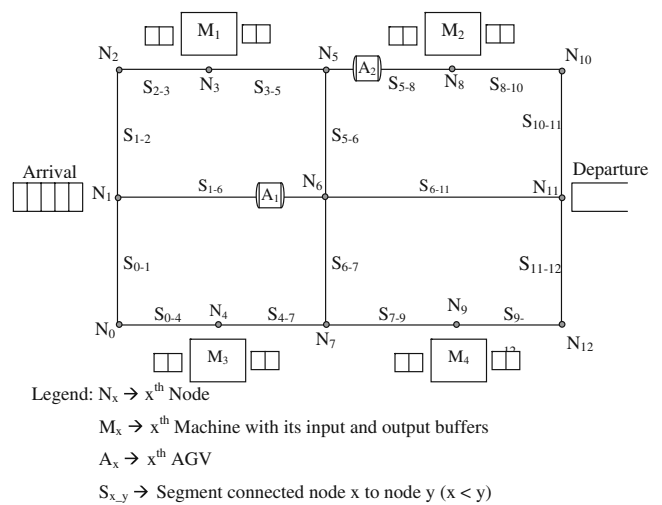 M1 M2
N2 N5 A2 N10
S2-3 N3 S3-5 S5-8 N8 S8-10
S1-2 S5-6 S10-11
Arrival Departure
N1 S1-6 A1 N6 S6-11 N11
S0-1 S6-7 S11-12
N0 S0-4 N4 S4-7 N7 S7-9 N9 S9- N12
12
M3 M4
Legend: Nx → xth Node
Mx → xth Machine with its input and output buffers
Ax → xth AGV
Sx_y → Segment connected node x to node y (x < y)